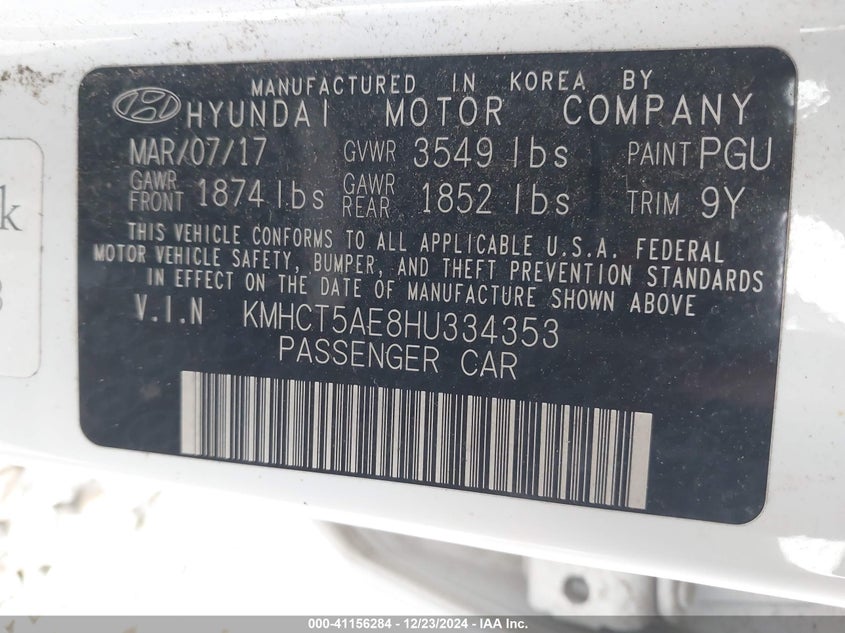 MANUFACTURED IN KOREA BY
HYUNDAI MOTOR COMPANY
MAR/07/17 GVWR 3549 lbs PAINT PGU
GAWR FRONT 1874 lbs GAWR REAR 1852 lbs TRIM 9Y
THIS VEHICLE CONFORMS TO ALL APPLICABLE U.S.A. FEDERAL
MOTOR VEHICLE SAFETY, BUMPER, AND THEFT PREVENTION STANDARDS
IN EFFECT ON THE DATE OF MANUFACTURE SHOWN ABOVE
V.I.N KMHCT5AE8HU334353
PASSENGER CAR
k
000-41156284 - 12/23/2024 - IAA Inc.